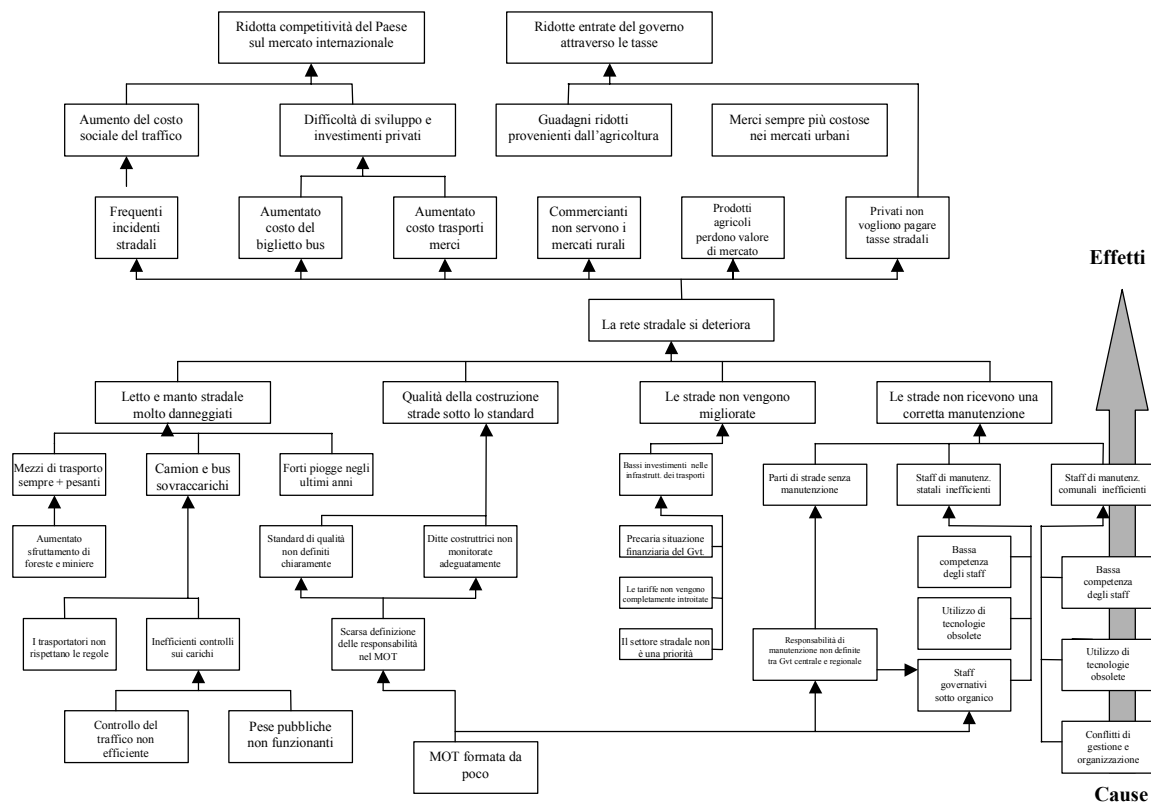 Ridotta competitività del Paese
sul mercato internazionale
Ridotte entrate del governo
attraverso le tasse
Aumento del costo
sociale del traffico
Difficoltà di sviluppo e
investimenti privati
Guadagni ridotti
provenienti dall'agricoltura
Merci sempre più costose
nei mercati urbani
Frequenti
incidenti
stradali
Aumentato
costo del
biglietto bus
Aumentato
costo trasporti
merci
Commercianti
non servono i
mercati rurali
Prodotti
agricoli
perdono valore
di mercato
Privati non
vogliono pagare
tasse stradali
Effetti
La rete stradale si deteriora
Letto e manto stradale
molto danneggiati
Qualità della costruzione
strade sotto lo standard
Le strade non vengono
migliorate
Le strade non ricevono una
corretta manutenzione
Mezzi di trasporto
sempre + pesanti
Camion e bus
sovraccarichi
Forti piogge negli
ultimi anni
Bassi investimenti nelle
infrastrutt. dei trasporti
Parti di strade senza
manutenzione
Staff di manutenz.
statali inefficienti
Staff di manutenz.
comunali inefficienti
Aumentato
sfruttamento di
foreste e miniere
Standard di qualità
non definiti
chiaramente
Ditte costruttrici non
monitorate
adeguatamente
Precaria situazione
finanziaria del Gvt.
Bassa
competenza
degli staff
Bassa
competenza
degli staff
Le tariffe non vengono
completamente introitate
Utilizzo di
tecnologie
obsolete
I trasportatori non
rispettano le regole
Inefficienti controlli
sui carichi
Scarsa definizione
delle responsabilità
nel MOT
Il settore stradale non
è una priorità
Responsabilità di
manutenzione non definite
tra Gvt centrale e regionale
Utilizzo di
tecnologie
obsolete
Staff
governativi
sotto organico
Controllo del
traffico non
efficiente
Pese pubbliche
non funzionanti
MOT formata da
poco
Conflitti di
gestione e
organizzazione
Cause